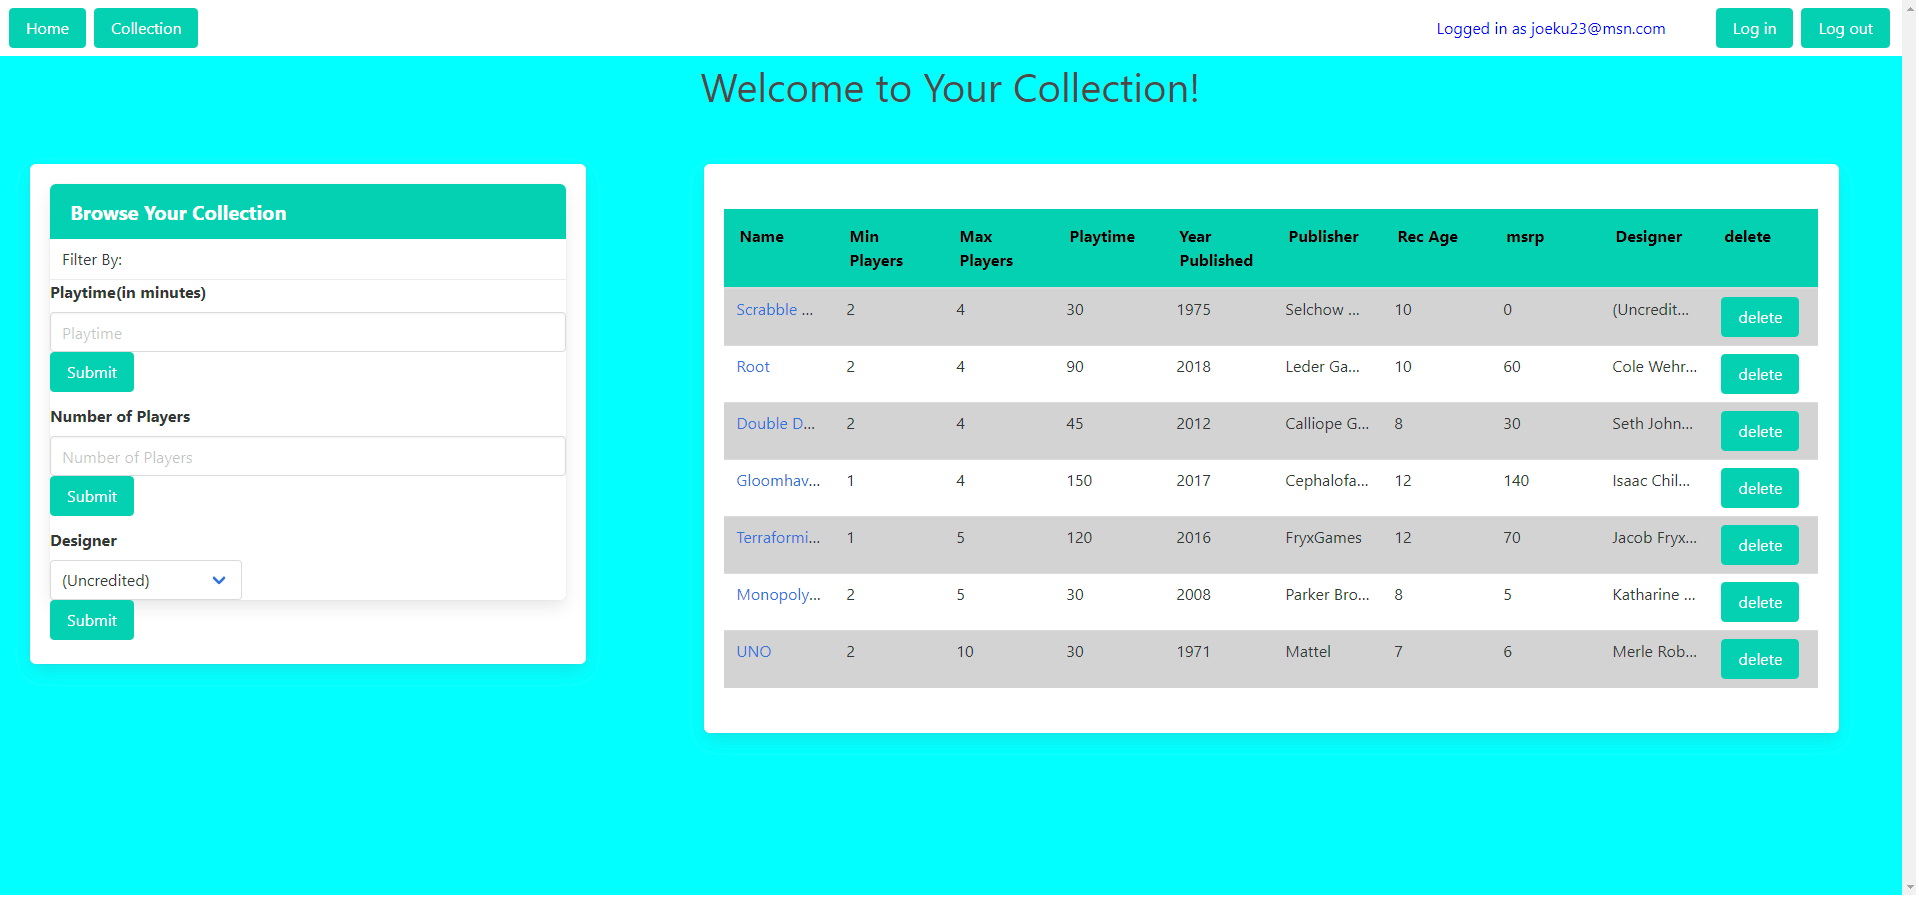 Home Collection Logged in as joeku23@msn.com Log in Log out
Welcome to Your Collection!
Browse Your Collection
Filter By:
Playtime(in minutes)
Playtime
Submit
Number of Players
Number of Players
Submit
Designer
(Uncredited)
Submit
Name Min Players Max Players Playtime Year Published Publisher Rec Age msrp Designer delete
Scrabble ... 2 4 30 1975 Selchow ... 10 0 (Uncredit... delete
Root 2 4 90 2018 Leder Ga... 10 60 Cole Wehr... delete
Double D... 2 4 45 2012 Calliope G... 8 30 Seth John... delete
Gloomhav... 1 4 150 2017 Cephalofa... 12 140 Isaac Chil... delete
Terraformi... 1 5 120 2016 FryxGames 12 70 Jacob Fryx... delete
Monopoly... 2 5 30 2008 Parker Bro... 8 5 Katharine ... delete
UNO 2 10 30 1971 Mattel 7 6 Merle Rob... delete